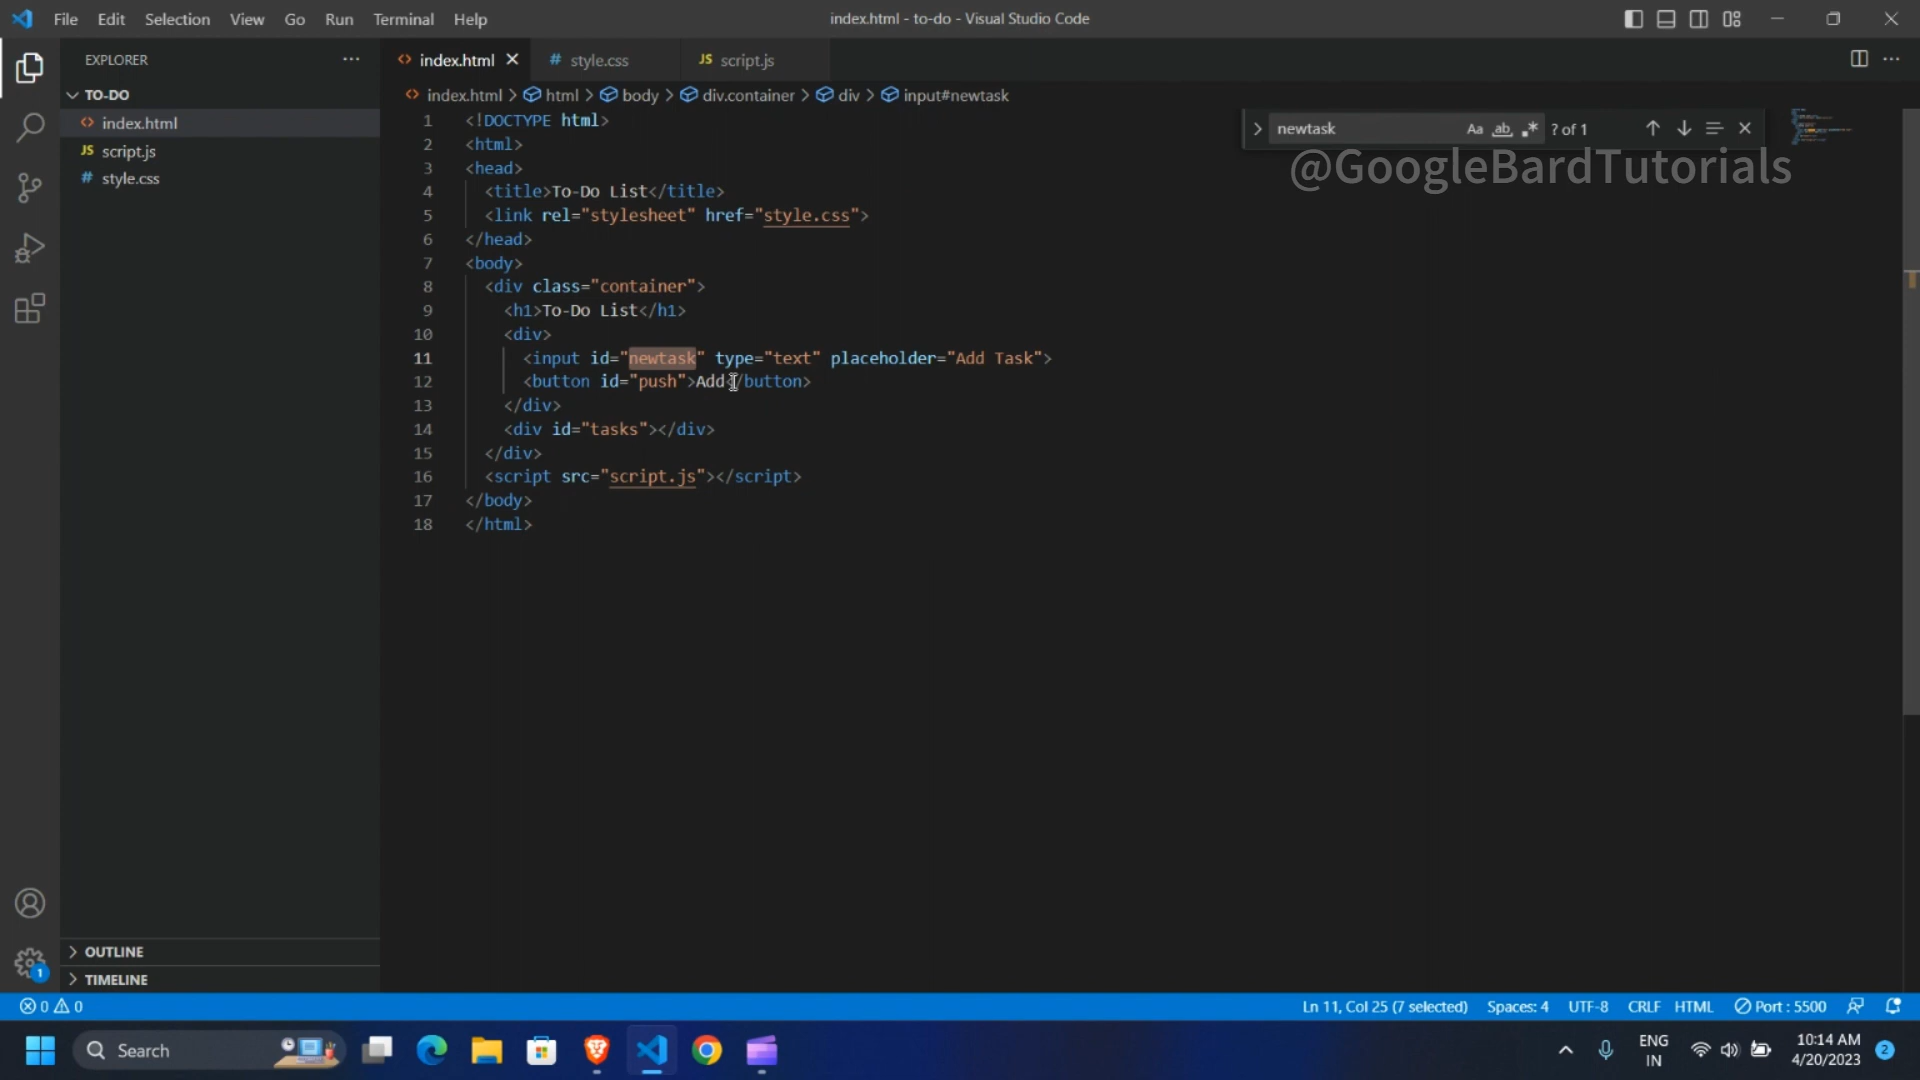 File Edit Selection View Go Run Terminal Help
index.html - to-do - Visual Studio Code
EXPLORER
TO-DO
index.html
JS script.js
# style.css
index.html
# style.css
JS script.js
index.html > html > body > div.container > div > input#newtask
newtask
Aa ab .* ? of 1
@GoogleBardTutorials
1 <!DOCTYPE html>
2 <html>
3 <head>
4 <title>To-Do List</title>
5 <link rel="stylesheet" href="style.css">
6 </head>
7 <body>
8 <div class="container">
9 <h1>To-Do List</h1>
10 <div>
11 <input id="newtask" type="text" placeholder="Add Task">
12 <button id="push">Add</button>
13 </div>
14 <div id="tasks"></div>
15 </div>
16 <script src="script.js"></script>
17 </body>
18 </html>
OUTLINE
TIMELINE
1
0 0
Ln 11, Col 25 (7 selected) Spaces: 4 UTF-8 CRLF HTML Port : 5500
Search
ENG
IN
10:14 AM
4/20/2023
2